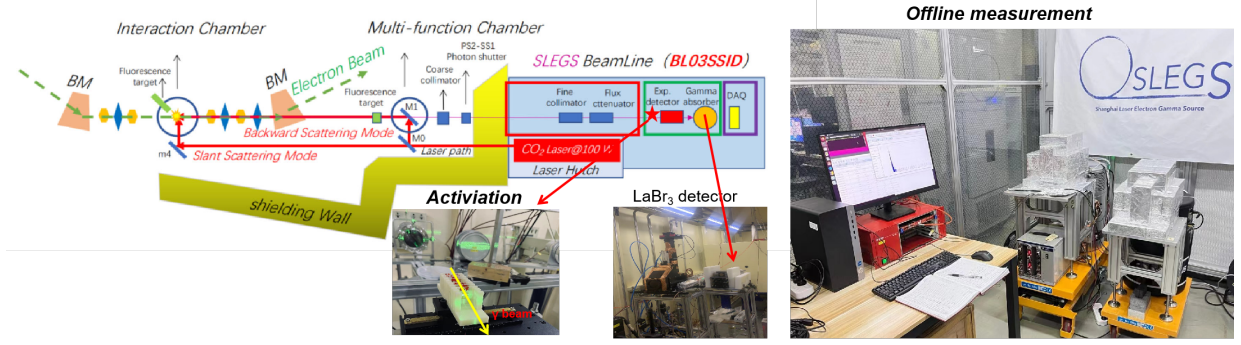 Offline measurement
Interaction Chamber
Multi-function Chamber
PS2-SS1
Photon shutter
Coarse
collimator
SLEGS BeamLine（BL03SSID）
BM
Fluorescence
target
BM
Electron Beam
Fluorescence
target
M1
Fine
collimator
Flux
cttenuator
Exp.
detector
Gamma
absorber
DAQ
Backward Scattering Mode
M0
m4
Slant Scattering Mode
Laser path
CO2 Laser@100
Laser Hutch
shielding Wall
Activiation
LaBr3 detector
γ beam
SLEGS
Shanghai Laser Electron Gamma Source